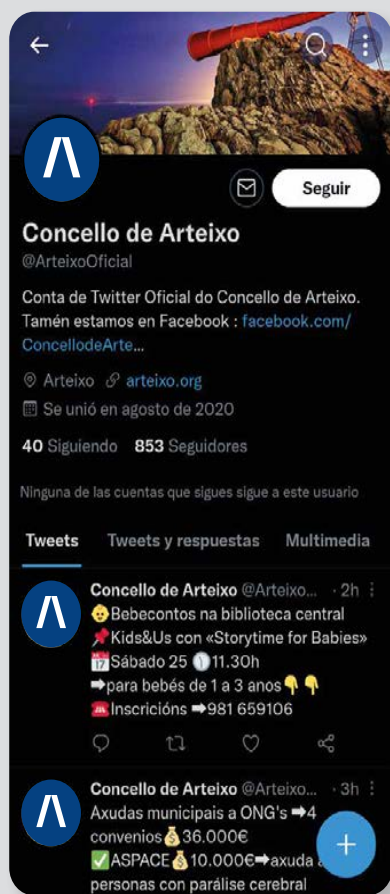 Seguir
Concello de Arteixo
@ArteixoOficial
Conta de Twitter Oficial do Concello de Arteixo.
Tamén estamos en Facebook : facebook.com/
ConcellodeArte...
Arteixo arteixo.org
Se unió en agosto de 2020
40 Siguiendo 853 Seguidores
Ninguna de las cuentas que sigues sigue a este usuario
Tweets Tweets y respuestas Multimedia
Concello de Arteixo @Arteixo... · 2h
👶Bebecontos na biblioteca central
📌Kids&Us con «Storytime for Babies»
📅Sábado 25 🕦11.30h
➡para bebés de 1 a 3 anos👇👇
☎Inscricións ➡981 659106
Concello de Arteixo @Arteixo... · 3h
Axudas municipais a ONG's ➡4
convenios💰36.000€
✅ASPACE💰10.000€➡axuda
personas con parálise cerebral